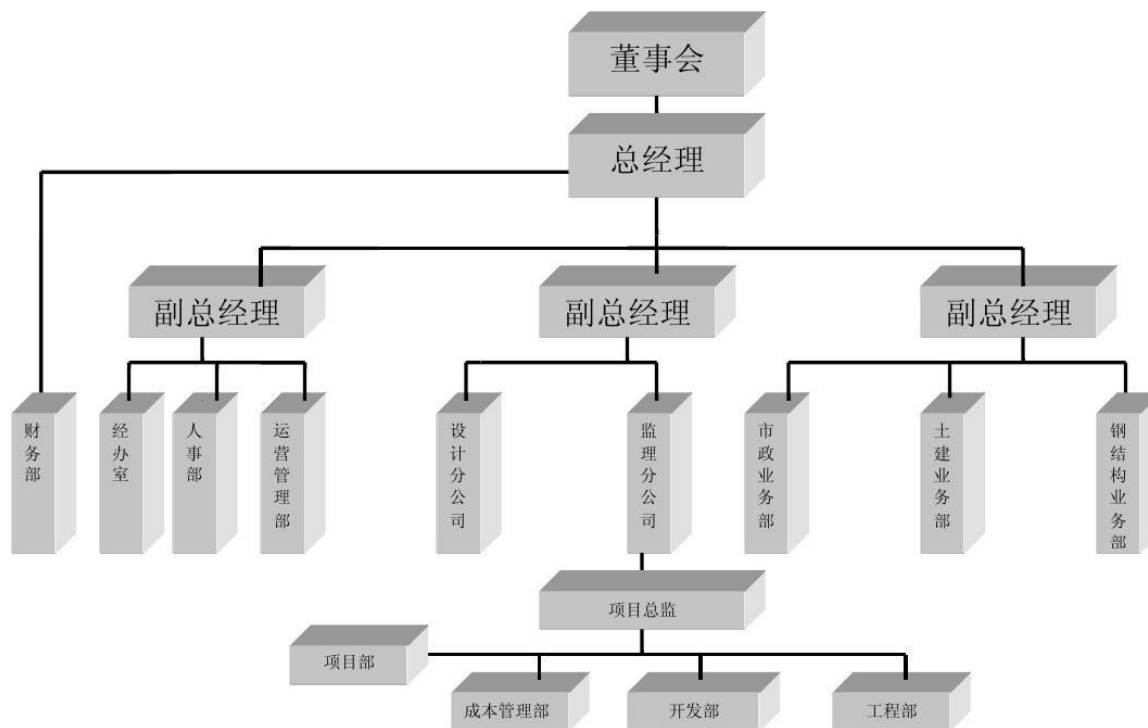 董事会
总经理
副总经理
副总经理
副总经理
财务部
经办室
人事部
运营管理部
设计分公司
监理分公司
市政业务部
土建业务部
钢结构业务部
项目总监
项目部
成本管理部
开发部
工程部